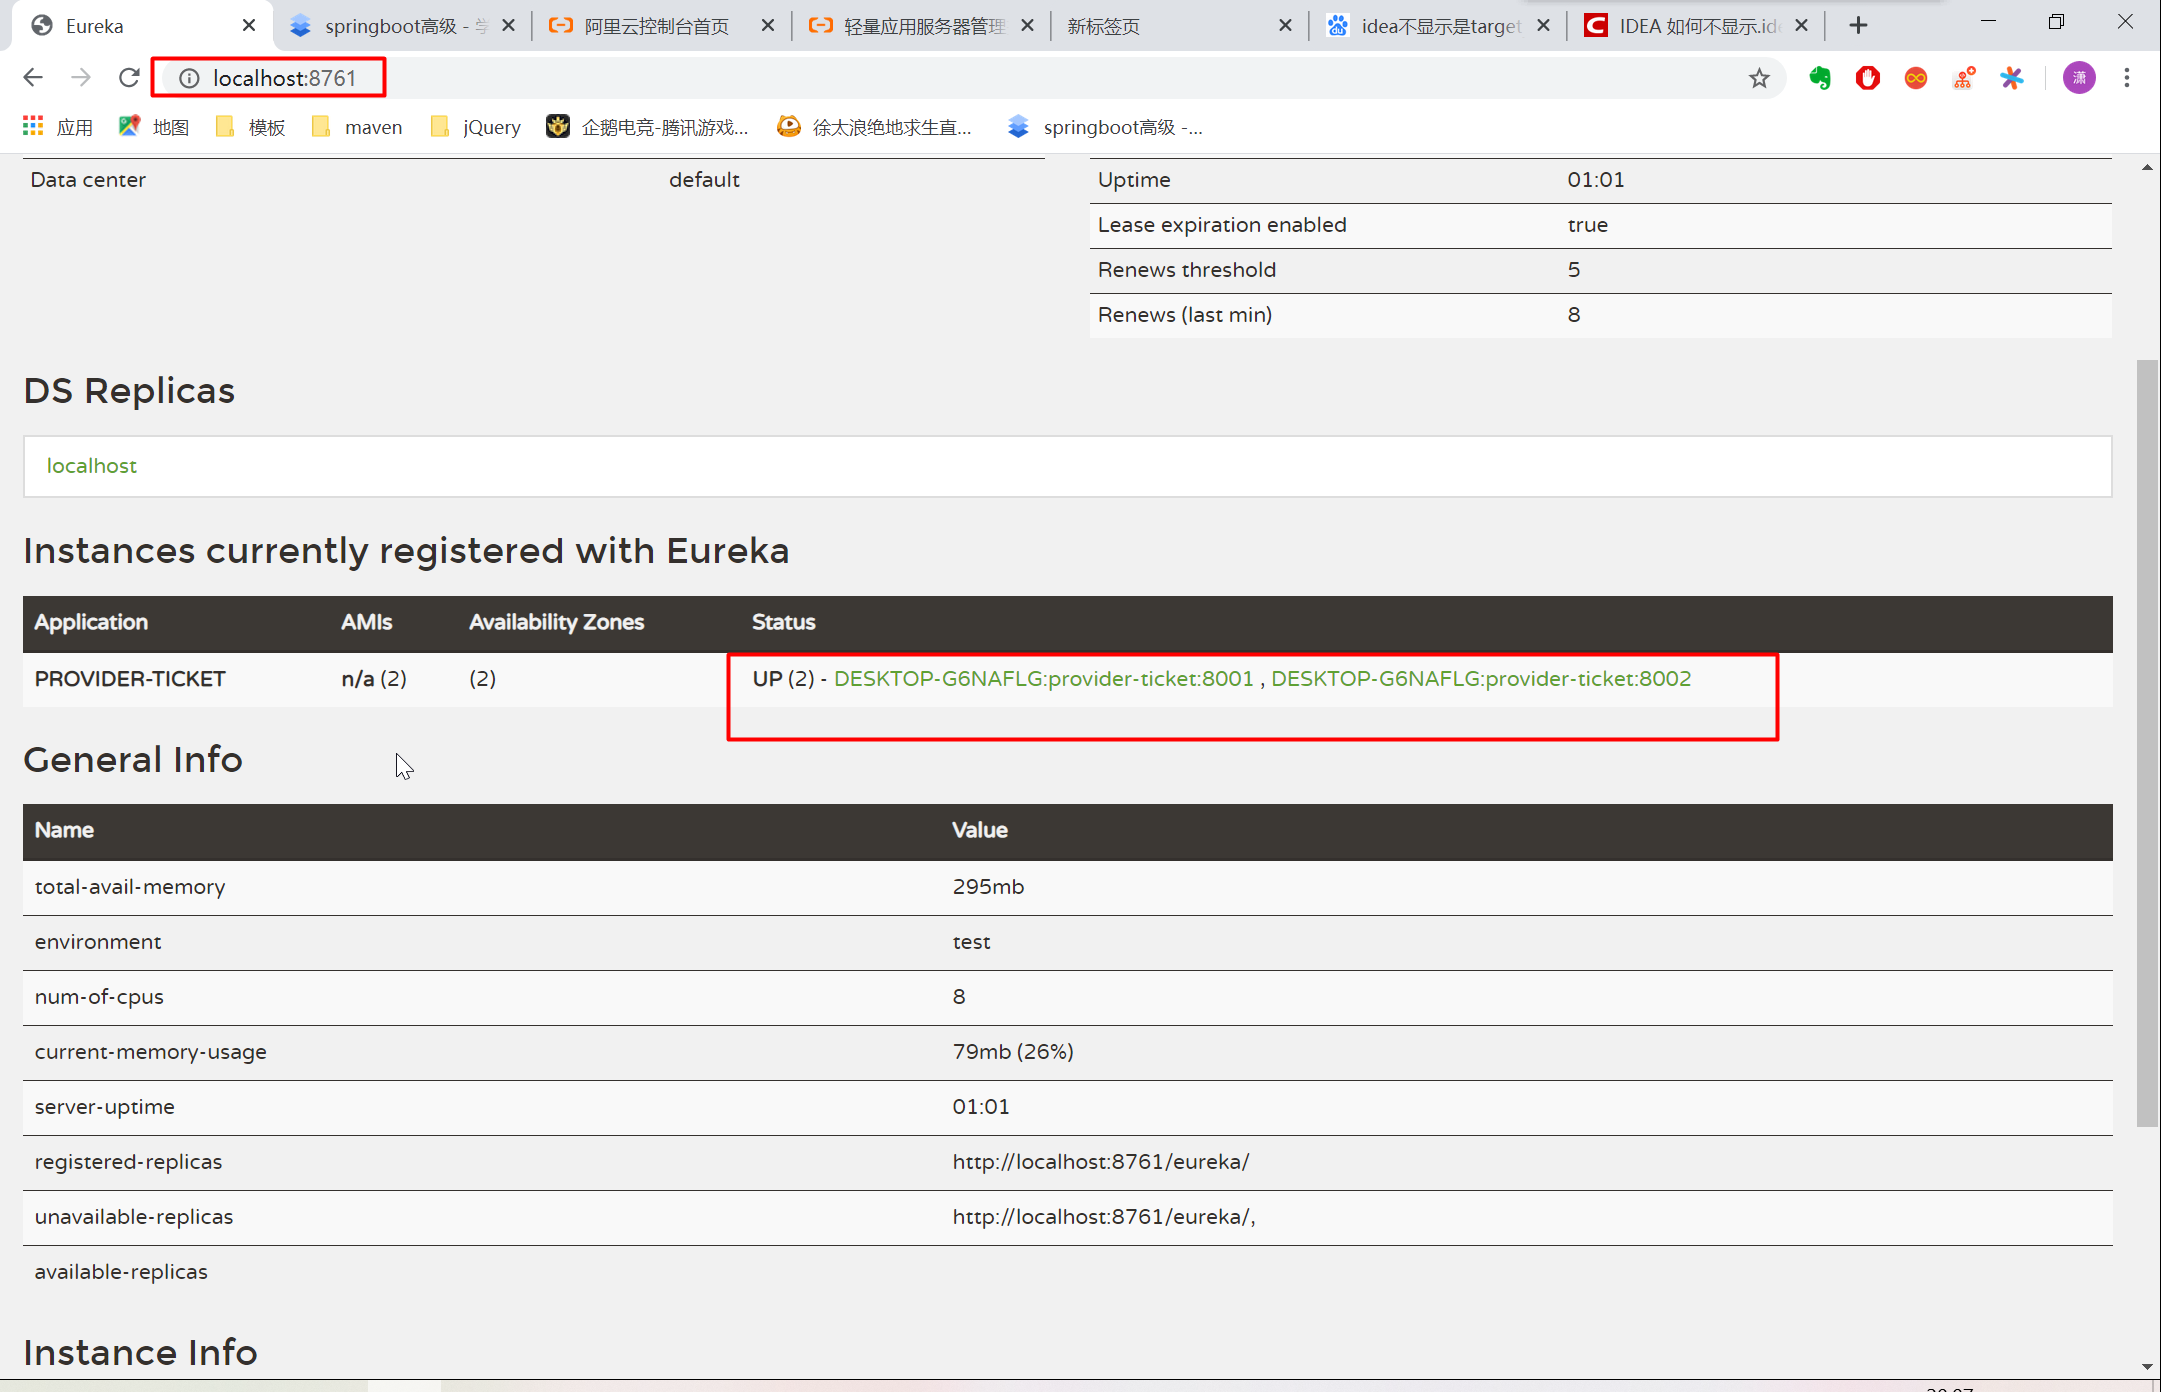 Eureka
springboot高级 - 学
阿里云控制台首页
轻量应用服务器管理
新标签页
idea不显示是target
IDEA 如何不显示.id
localhost:8761
潇
应用
地图
模板
maven
jQuery
企鹅电竞-腾讯游戏...
徐太浪绝地求生直...
springboot高级 -...
Data center default
Uptime 01:01
Lease expiration enabled true
Renews threshold 5
Renews (last min) 8
DS Replicas
localhost
Instances currently registered with Eureka
Application AMIs Availability Zones Status
PROVIDER-TICKET n/a (2) (2) UP (2) - DESKTOP-G6NAFLG:provider-ticket:8001 , DESKTOP-G6NAFLG:provider-ticket:8002
General Info
Name Value
total-avail-memory 295mb
environment test
num-of-cpus 8
current-memory-usage 79mb (26%)
server-uptime 01:01
registered-replicas http://localhost:8761/eureka/
unavailable-replicas http://localhost:8761/eureka/,
available-replicas
Instance Info